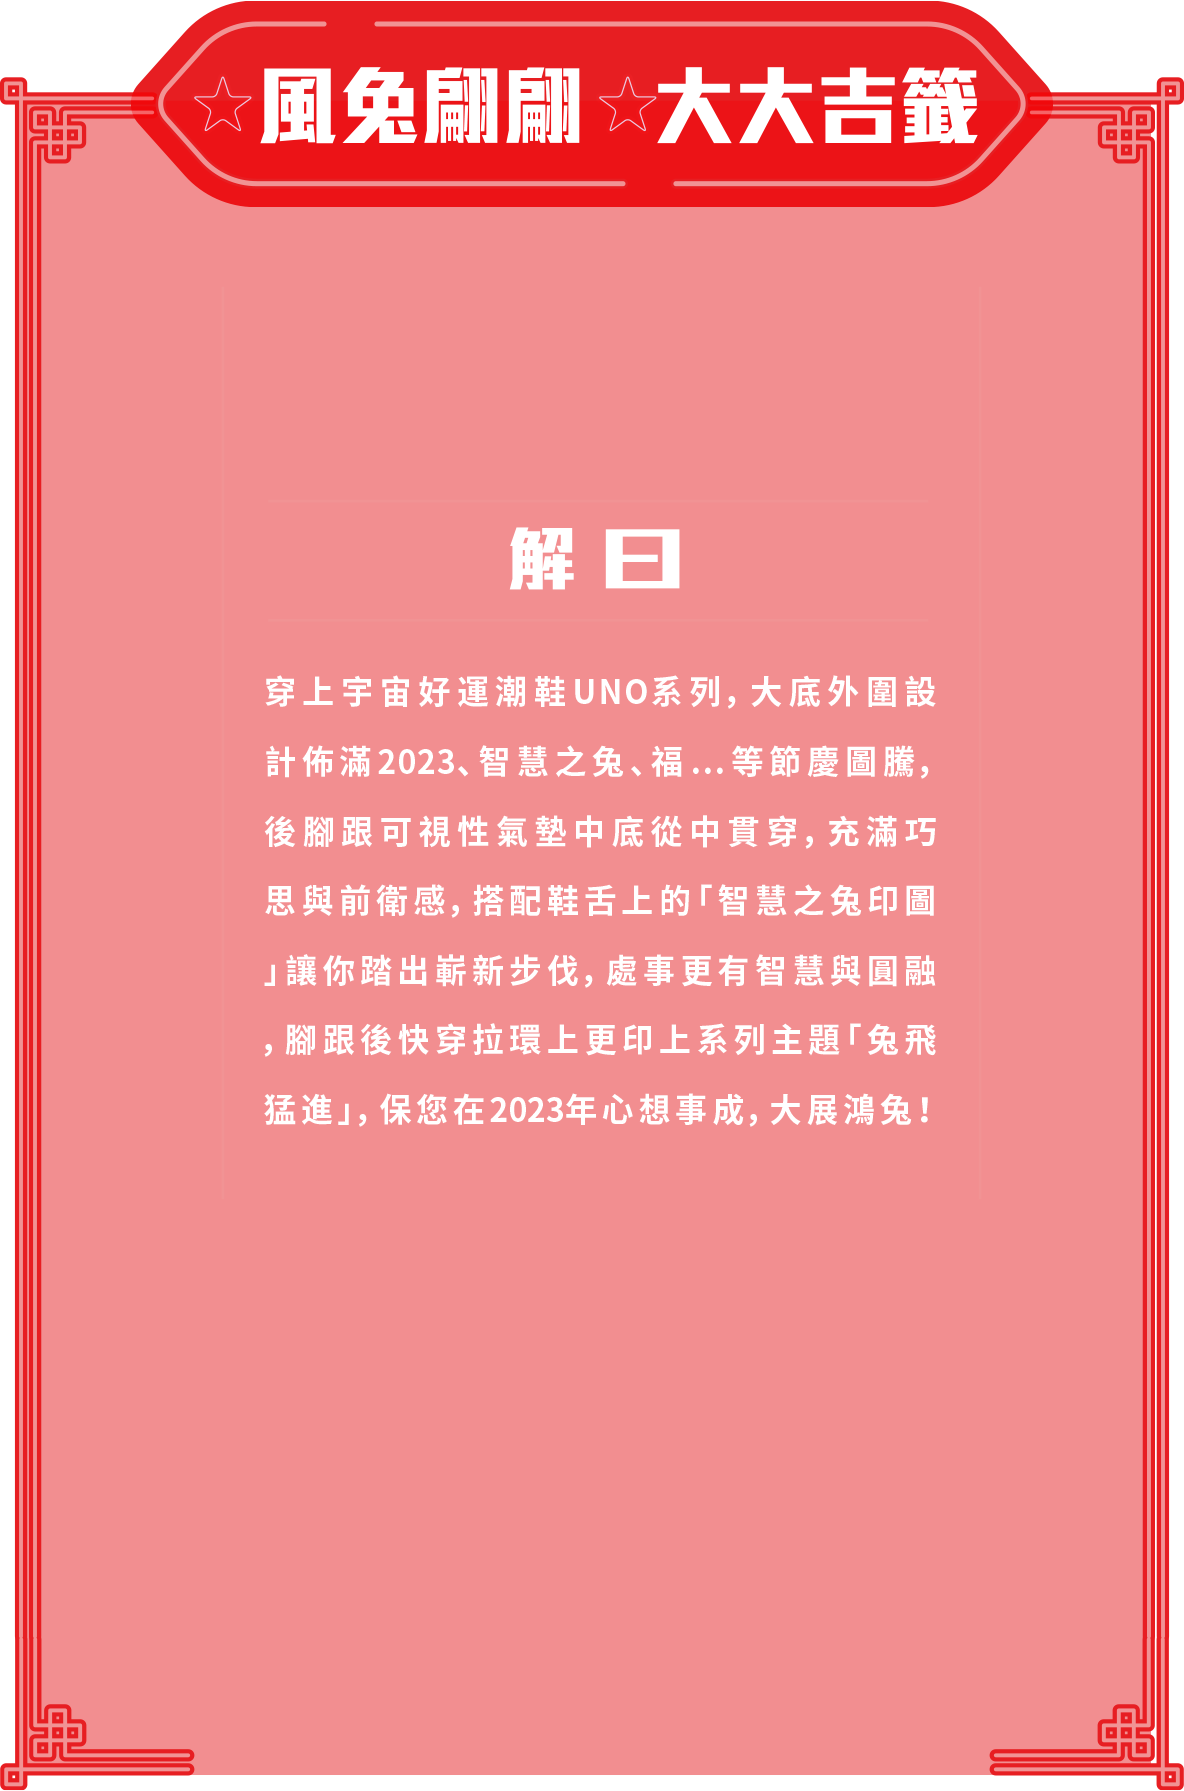 ☆風兔翩翩☆大大吉籤
解曰
穿上宇宙好運潮鞋UNO系列，大底外圍設
計佈滿2023、智慧之兔、福...等節慶圖騰，
後腳跟可視性氣墊中底從中貫穿，充滿巧
思與前衛感，搭配鞋舌上的「智慧之兔印圖
」讓你踏出嶄新步伐，處事更有智慧與圓融
，腳跟後快穿拉環上更印上系列主題「兔飛
猛進」，保您在2023年心想事成，大展鴻兔！